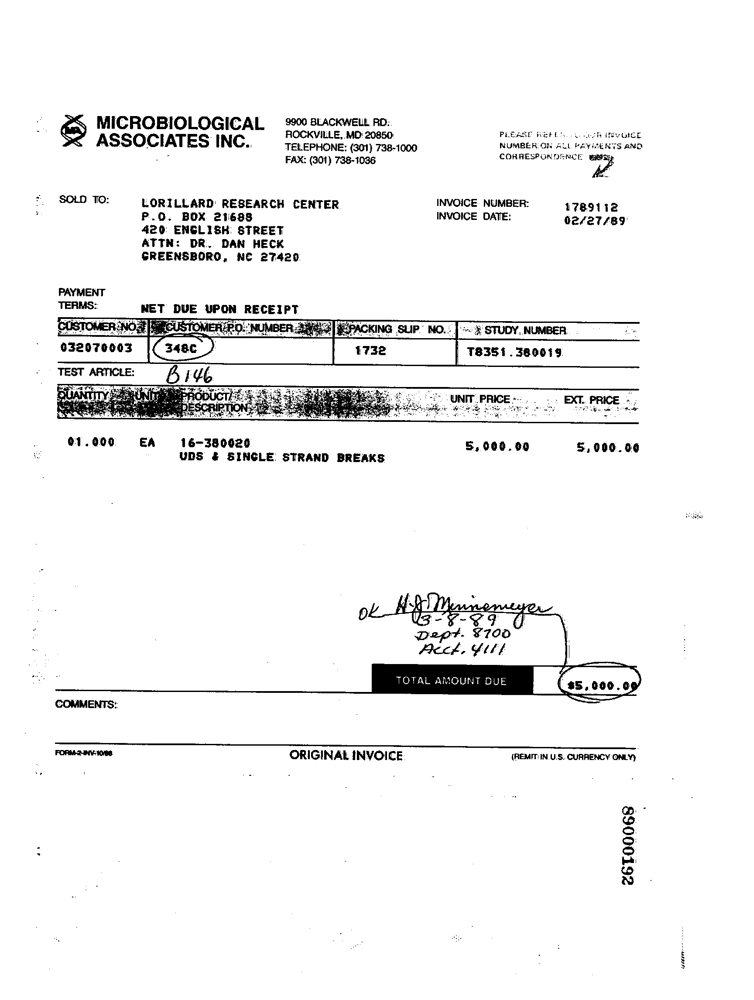 MICROBIOLOGICAL
ASSOCIATES INC.
9900 BLACKWELL RD.
ROCKVILLE, MD 20850
TELEPHONE: (301) 738-1000
FAX: (301) 738-1036
PLEASE REFER TO OUR INVOICE
NUMBER ON ALL PAYMENTS AND
CORRESPONDENCE
SOLD TO:
LORILLARD RESEARCH CENTER
P.O. BOX 21688
420 ENGLISH STREET
ATTN: DR. DAN HECK
GREENSBORO, NC 27420
INVOICE NUMBER: 1789112
INVOICE DATE: 02/27/89
PAYMENT
TERMS: NET DUE UPON RECEIPT
CUSTOMER NO. CUSTOMER P.O. NUMBER PACKING SLIP NO. STUDY NUMBER
032070003 348C 1732 T8351.380019
TEST ARTICLE: B146
QUANTITY UNIT PRODUCT/ DESCRIPTION UNIT PRICE EXT. PRICE
01.000 EA 16-380020 5,000.00 5,000.00
UDS & SINGLE STRAND BREAKS
OK H.J. Minnemeyer
3-8-89
Dept. 8700
Acct. 4111
TOTAL AMOUNT DUE $5,000.00
COMMENTS:
FORM-2-INV-10/86 ORIGINAL INVOICE (REMIT IN U.S. CURRENCY ONLY)
89000192